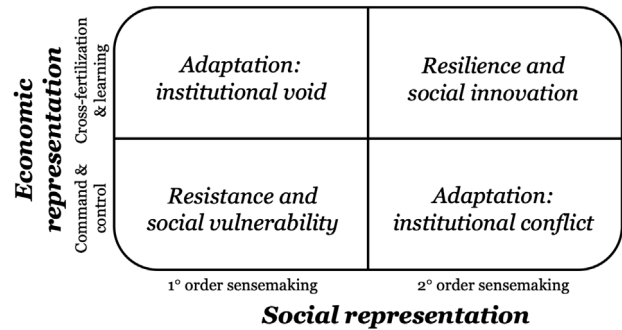 Economic
representation
Cross-fertilization
& learning
Command &
control
Adaptation:
institutional void
Resilience and
social innovation
Resistance and
social vulnerability
Adaptation:
institutional conflict
1° order sensemaking
2° order sensemaking
Social representation